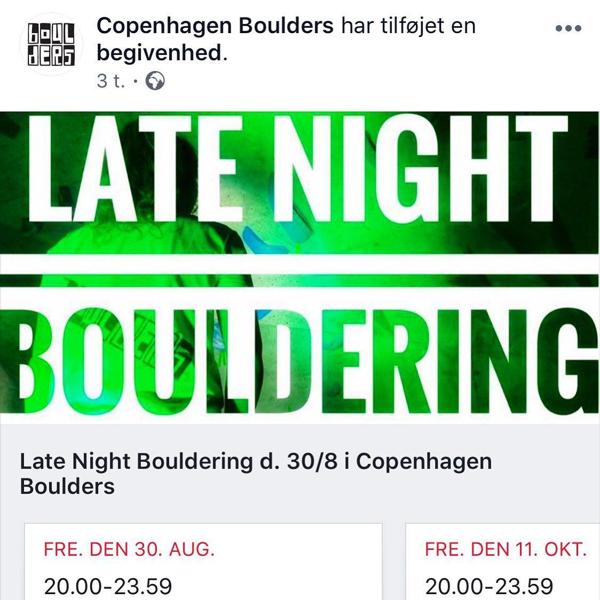 BOUL
DERS
Copenhagen Boulders har tilføjet en
begivenhed.
3 t. ·
LATE NIGHT
BOULDERING
Late Night Bouldering d. 30/8 i Copenhagen
Boulders
FRE. DEN 30. AUG.
20.00-23.59
FRE. DEN 11. OKT.
20.00-23.59